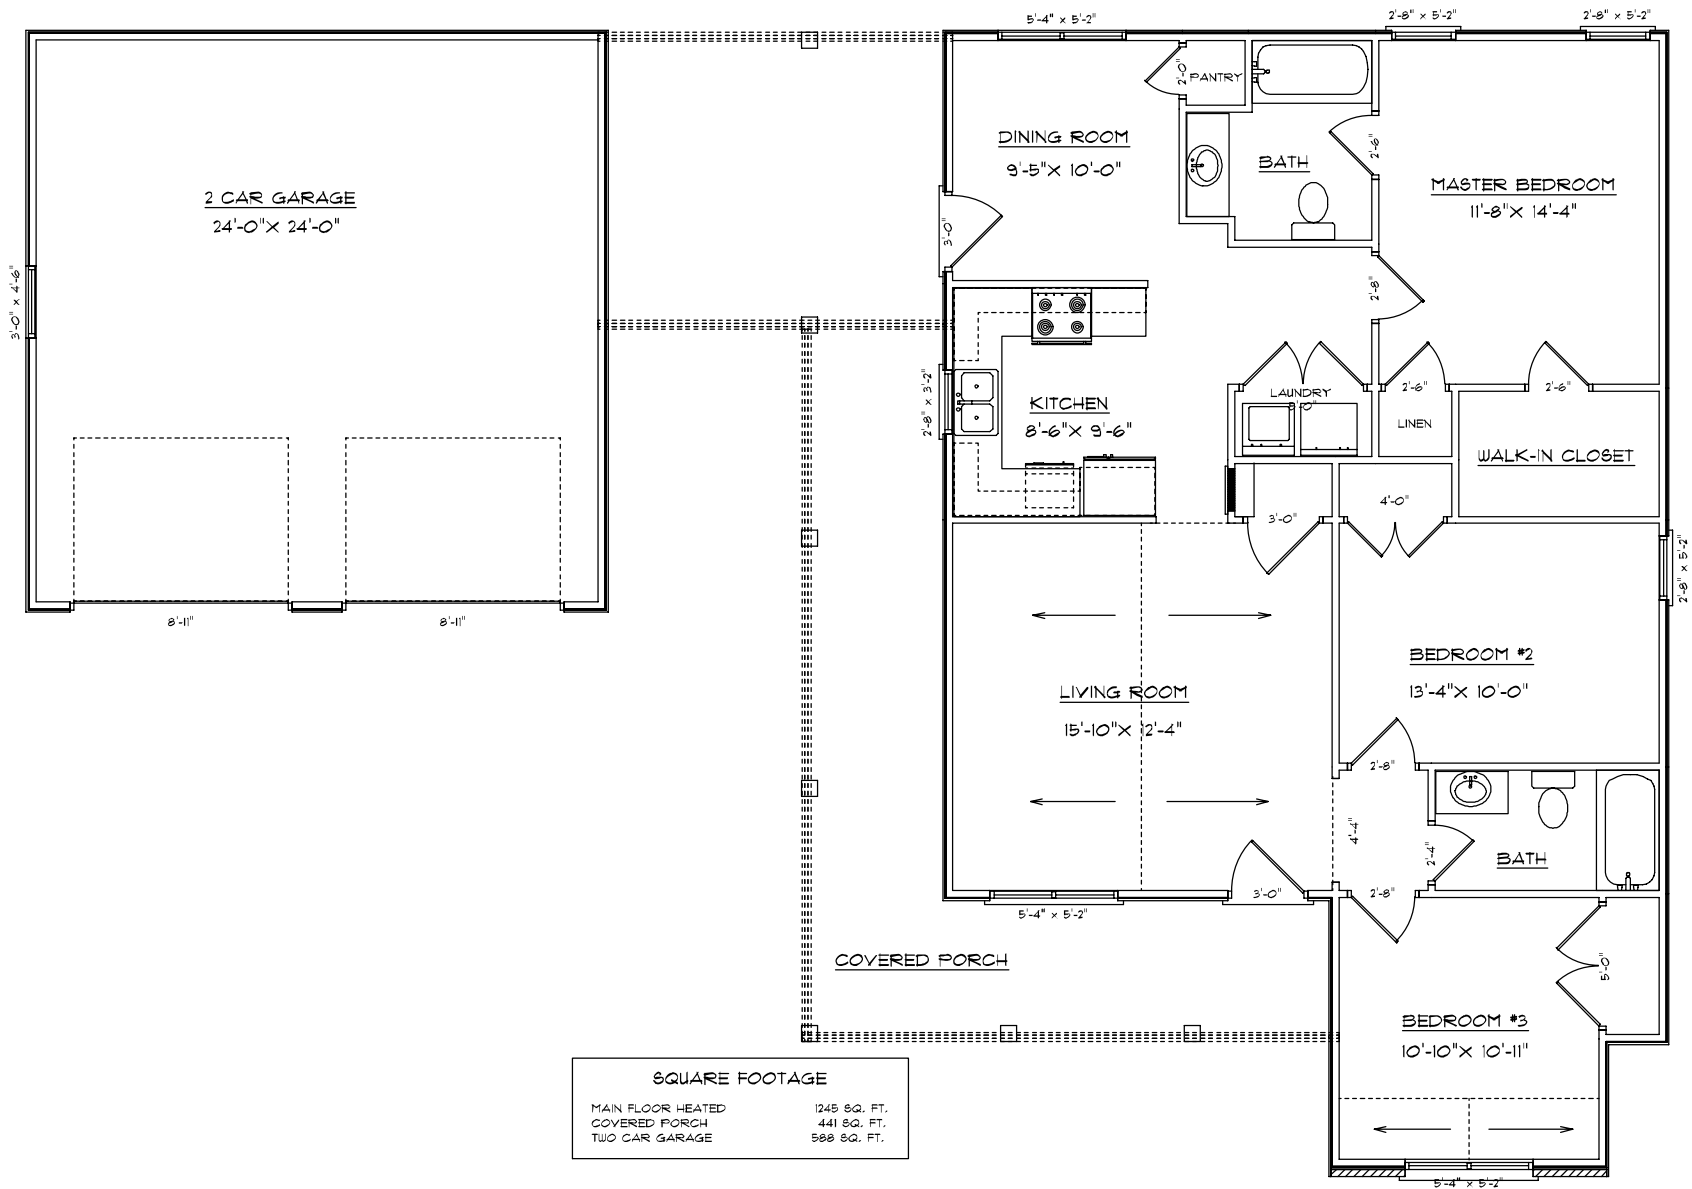 5'-4" x 5'-2"
2'-8" x 5'-2"
2'-8" x 5'-2"
2'-0"
PANTRY
DINING ROOM
9'-5"X 10'-0"
BATH
2'-6"
MASTER BEDROOM
11'-8"X 14'-4"
2 CAR GARAGE
24'-0"X 24'-0"
3'-0"
3'-0" x 4'-6"
2'-8"
2'-8" x 3'-2"
KITCHEN
8'-6"X 9'-6"
LAUNDRY
5'-0"
2'-6"
LINEN
2'-6"
WALK-IN CLOSET
3'-0"
4'-0"
2'-8" x 5'-2"
8'-11"
8'-11"
BEDROOM #2
13'-4"X 10'-0"
LIVING ROOM
15'-10"X 12'-4"
2'-8"
4'-4"
2'-4"
BATH
2'-8"
3'-0"
5'-4" x 5'-2"
COVERED PORCH
5'-0"
BEDROOM #3
10'-10"X 10'-11"
SQUARE FOOTAGE
MAIN FLOOR HEATED 1245 SQ. FT.
COVERED PORCH 441 SQ. FT.
TWO CAR GARAGE 588 SQ. FT.
5'-4" x 5'-2"